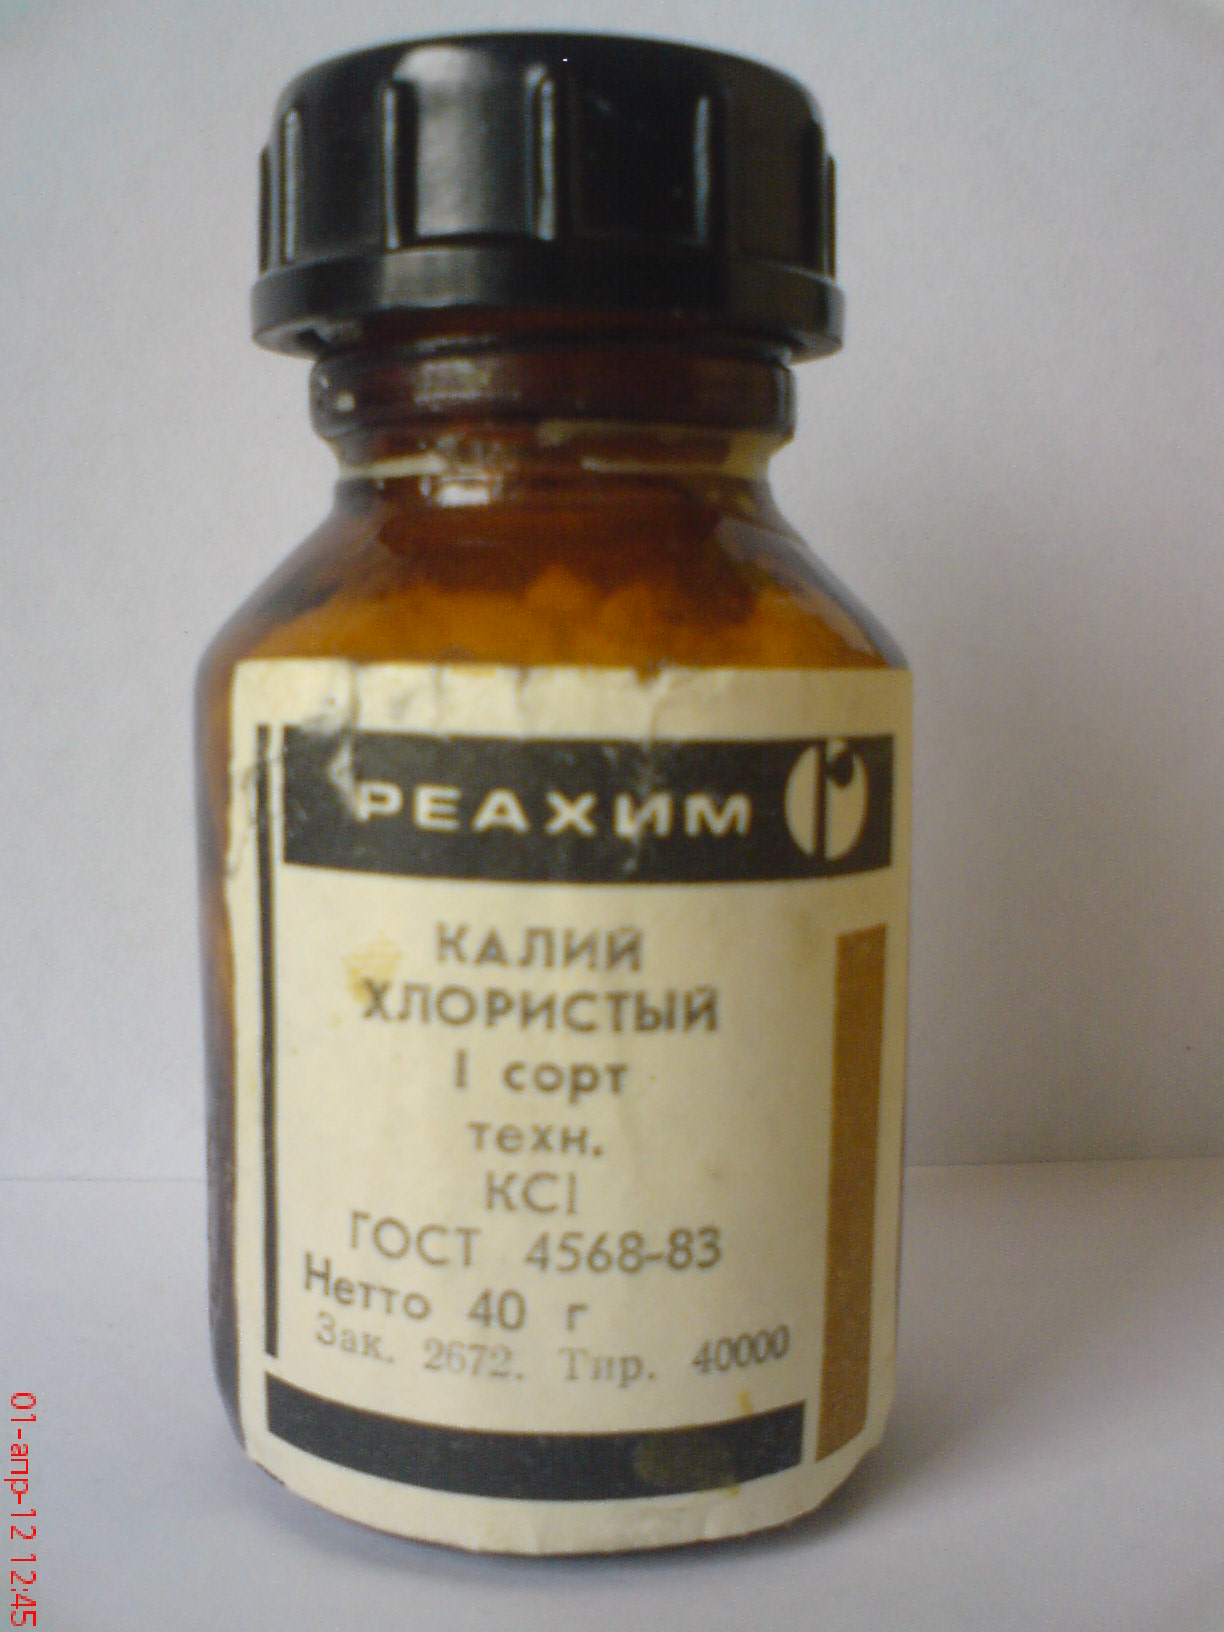 РЕАХИМ
КАЛИЙ
ХЛОРИСТЫЙ
I сорт
техн.
KCl
ГОСТ 4568-83
Нетто 40 г
Зак. 2672. Тир. 40000
01-апр-12 12:45